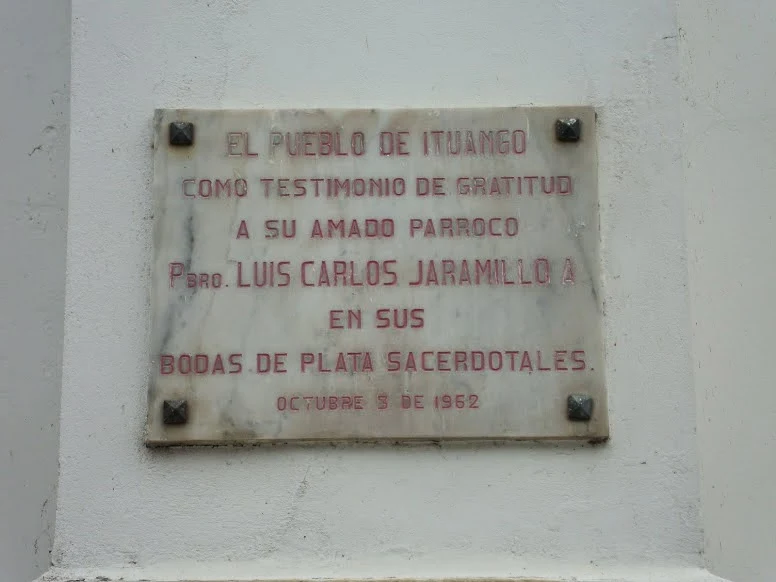 EL PUEBLO DE ITUANGO
COMO TESTIMONIO DE GRATITUD
A SU AMADO PARROCO
PBRO. LUIS CARLOS JARAMILLO A
EN SUS
BODAS DE PLATA SACERDOTALES.
OCTUBRE DE 1962